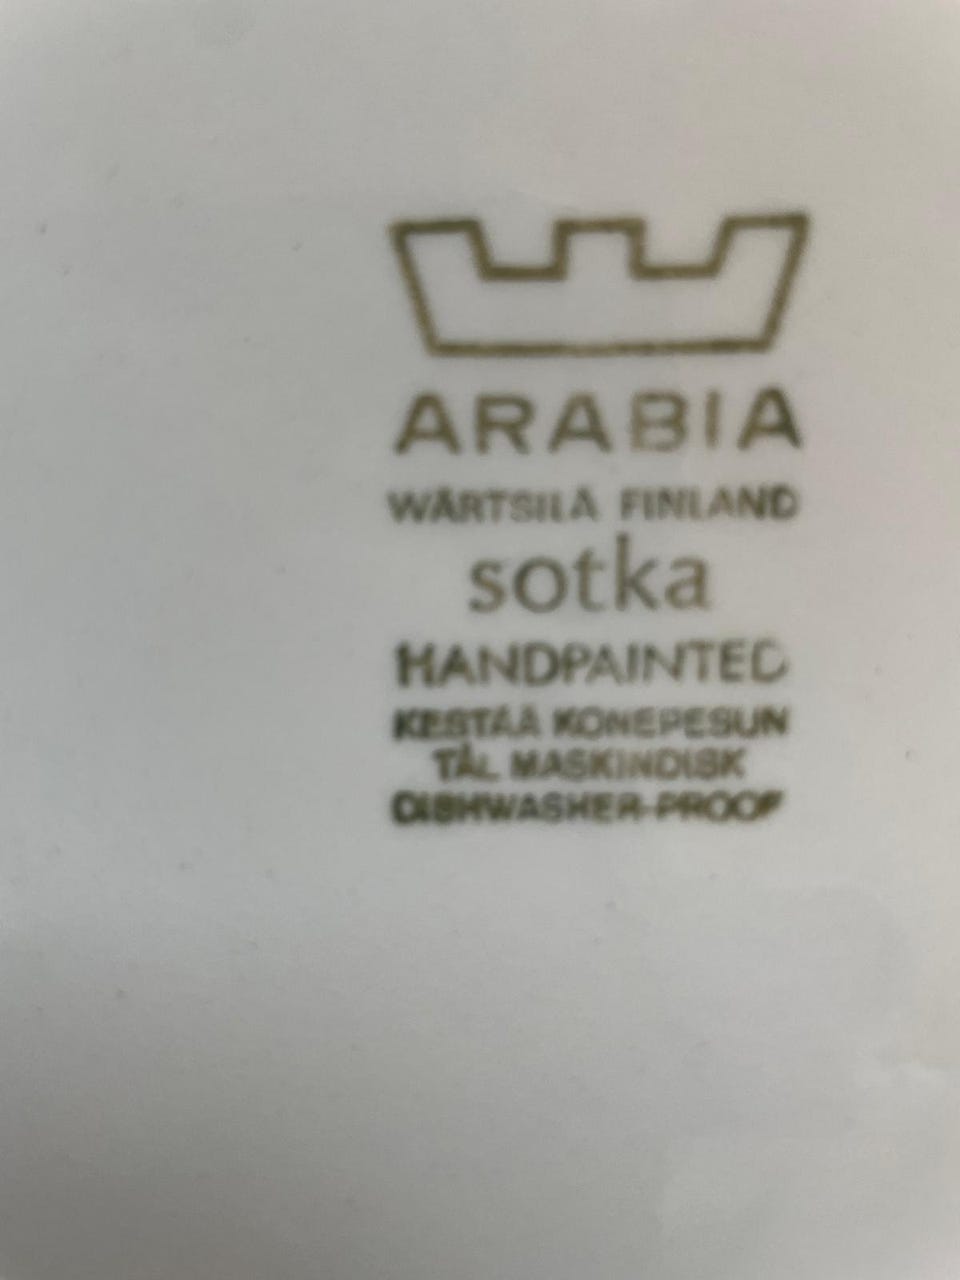 ARABIA
WÄRTSILÄ FINLAND
sotka
HANDPAINTED
KESTÄÄ KONEPESUN
TÅL MASKINDISK
DISHWASHER-PROOF